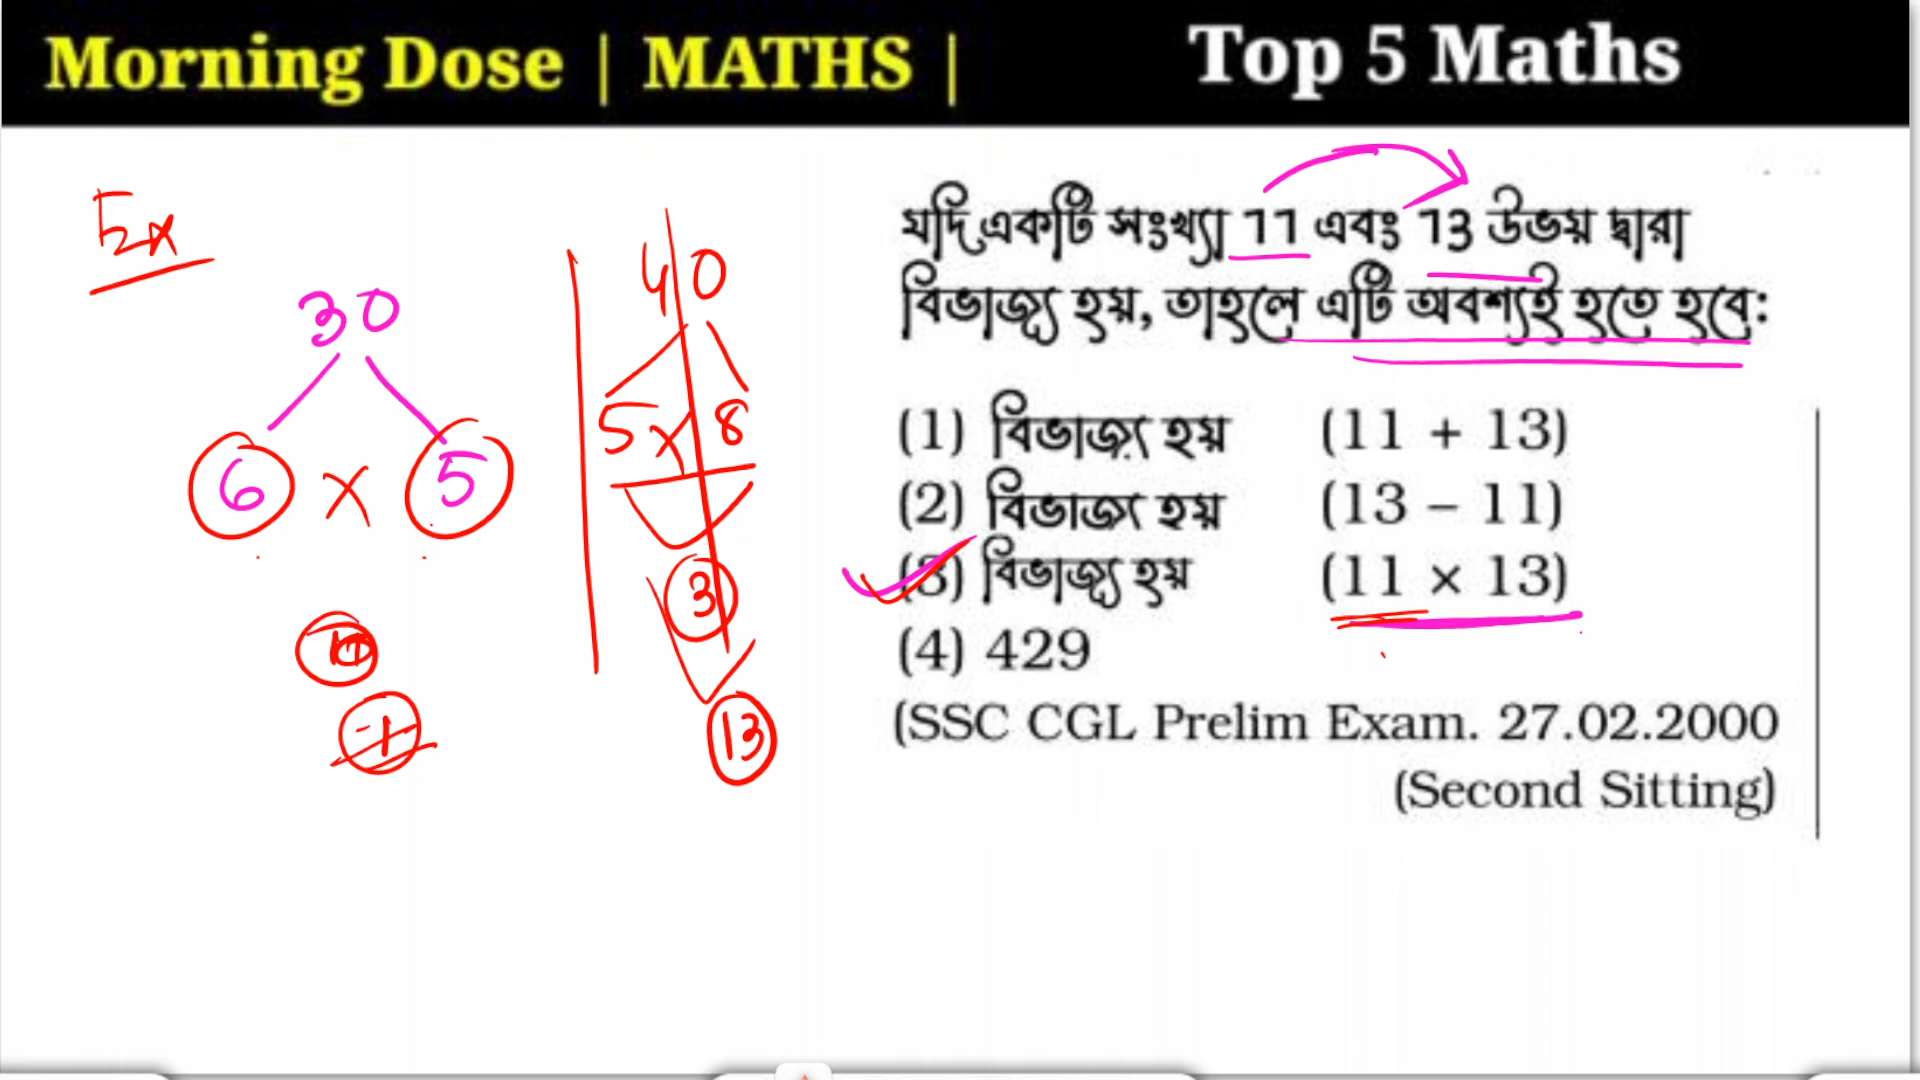 Morning Dose | MATHS | Top 5 Maths
Ex
30
6 x 5
40
5 x 8
3
13
যদি একটি সংখ্যা 11 এবং 13 উভয় দ্বারা
বিভাজ্য হয়, তাহলে এটি অবশ্যই হতে হবে:
(1) বিভাজ্য হয় (11 + 13)
(2) বিভাজ্য হয় (13 – 11)
(3) বিভাজ্য হয় (11 × 13)
(4) 429
(SSC CGL Prelim Exam. 27.02.2000
(Second Sitting)